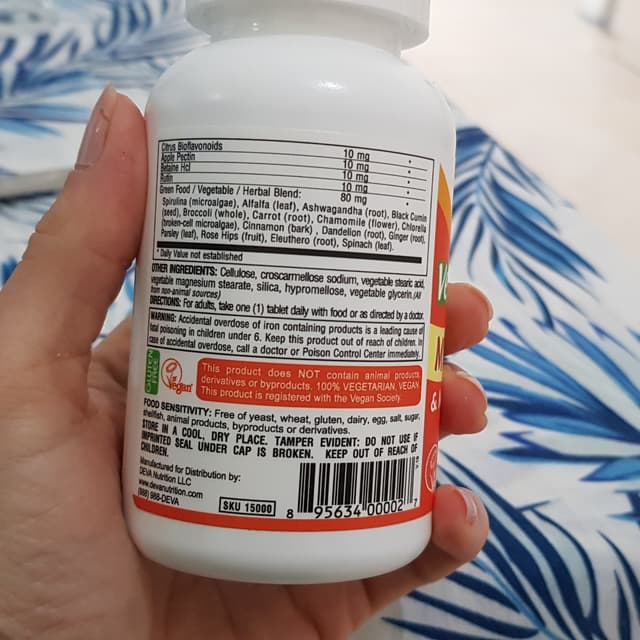 Citrus Bioflavonoids 10 mg *
Apple Pectin 10 mg *
Betaine Hcl 10 mg *
Rutin 10 mg *
Green Food / Vegetable / Herbal Blend: 80 mg *
Spirulina (microalgae), Alfalfa (leaf), Ashwagandha (root), Black Cumin
(seed), Broccoli (whole), Carrot (root), Chamomile (flower), Chlorella
(broken-cell microalgae), Cinnamon (bark) , Dandelion (root), Ginger (root),
Parsley (leaf), Rose Hips (fruit), Eleuthero (root), Spinach (leaf).
* Daily Value not established
OTHER INGREDIENTS: Cellulose, croscarmellose sodium, vegetable stearic acid,
vegetable magnesium stearate, silica, hypromellose, vegetable glycerin.(All
from non-animal sources)
DIRECTIONS: For adults, take one (1) tablet daily with food or as directed by a doctor.
WARNING: Accidental overdose of iron containing products is a leading cause of
fatal poisoning in children under 6. Keep this product out of reach of children. In
case of accidental overdose, call a doctor or Poison Control Center immediately.
GLUTEN
FREE
Vegan
This product does NOT contain animal products,
derivatives or byproducts. 100% VEGETARIAN, VEGAN
This product is registered with the Vegan Society.
FOOD SENSITIVITY: Free of yeast, wheat, gluten, dairy, egg, salt, sugar,
shellfish, animal products, byproducts or derivatives.
STORE IN A COOL, DRY PLACE. TAMPER EVIDENT: DO NOT USE IF
IMPRINTED SEAL UNDER CAP IS BROKEN. KEEP OUT OF REACH OF
CHILDREN.
Manufactured for Distribution by:
DEVA Nutrition LLC
www.devanutrition.com
(888) 988-DEVA
SKU 15000
8 95634 00002 7
V
M
&